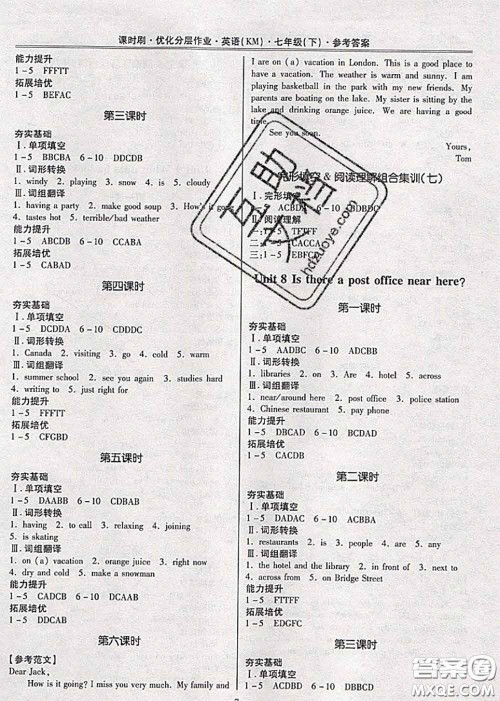 课时刷·优化分层作业·英语(KM)·七年级(下)·参考答案
能力提升
1-5 FFFTT
拓展培优
1-5 BEFAC
第三课时
夯实基础
Ⅰ.单项填空
1-5 BBCBA 6-10 DDCDB
Ⅱ.词形转换
1. windy 2. playing 3. snow 4. is 5. cloudy
Ⅲ.词组翻译
1. having a party 2. make good soup 3. How's
4. tastes hot 5. terrible/bad weather
能力提升
1-5 DABDB 6-10 CCABA
拓展培优
1-5 CABAD
第四课时
夯实基础
Ⅰ.单项填空
1-5 DCDDA 6-10 CDDDC
Ⅱ.词形转换
1. Canada 2. visiting 3. go 4. cold 5. moving
Ⅲ.词组翻译
1. summer school 2. see you again 3. studies hard
4. writing to 5. just right for
能力提升
1-5 FFFTT
拓展培优
1-5 CFGBD
第五课时
夯实基础
Ⅰ.单项填空
1-5 DAABB 6-10 CDBAB
Ⅱ.词形转换
1. having 2. to call 3. relaxing 4. joining
5. is skating
Ⅲ.词组翻译
1. on (a) vacation 2. orange juice 3. right now
4. dry and cold 5. make a snowman
能力提升
1-5 CADCB 6-10 DCAAB
拓展培优
1-5 DBCAD
第六课时
【参考范文】
Dear Jack,
How is it going? I miss you very much. My family and
I are on (a) vacation in London. There is a good place to
have a vacation. The weather is warm and sunny. I am
playing basketball in the park with my new friends. My
parents are boating on the lake. My sister is sitting by the
lake and drinking orange juice. We are having a good
time.
See you soon.
Yours,
Tom
完形填空&阅读理解组合集训(七)
Ⅰ.完形填空
1-5 ACBDA
Ⅱ.阅读理解
一:1-5 TFTFF
二:1-5 CACCA
三:1-5 EBFCA
Unit 8 Is there a post office near here?
第一课时
夯实基础
Ⅰ.单项填空
1-5 AADBC 6-10 ADCBB
Ⅱ.词形转换
1. libraries 2. on 3. Are 4. hotel 5. across
Ⅲ.词组翻译
1. near/around here 2. post office 3. police station
4. Chinese restaurant 5. pay phone
能力提升
1-5 DBCAD 6-10 DCBAD
拓展培优
1-5 CACDB
第二课时
夯实基础
Ⅰ.单项填空
1-5 DADAC 6-10 ACBBA
Ⅱ.词形转换
1. restaurants 2. is 3. people 4. are 5. any
Ⅲ.词组翻译
1. the hotel and the library 2. in front of 3. next to
4. across from 5. on Bridge Street
能力提升
1-5 FTTFF
拓展培优
1-5 EDGFC
第三课时
夯实基础
Ⅰ.单项填空
1-5 ABCDA 6-10 DBBCD
互助
hdzuoye.com
答案圈
MXQE.COM